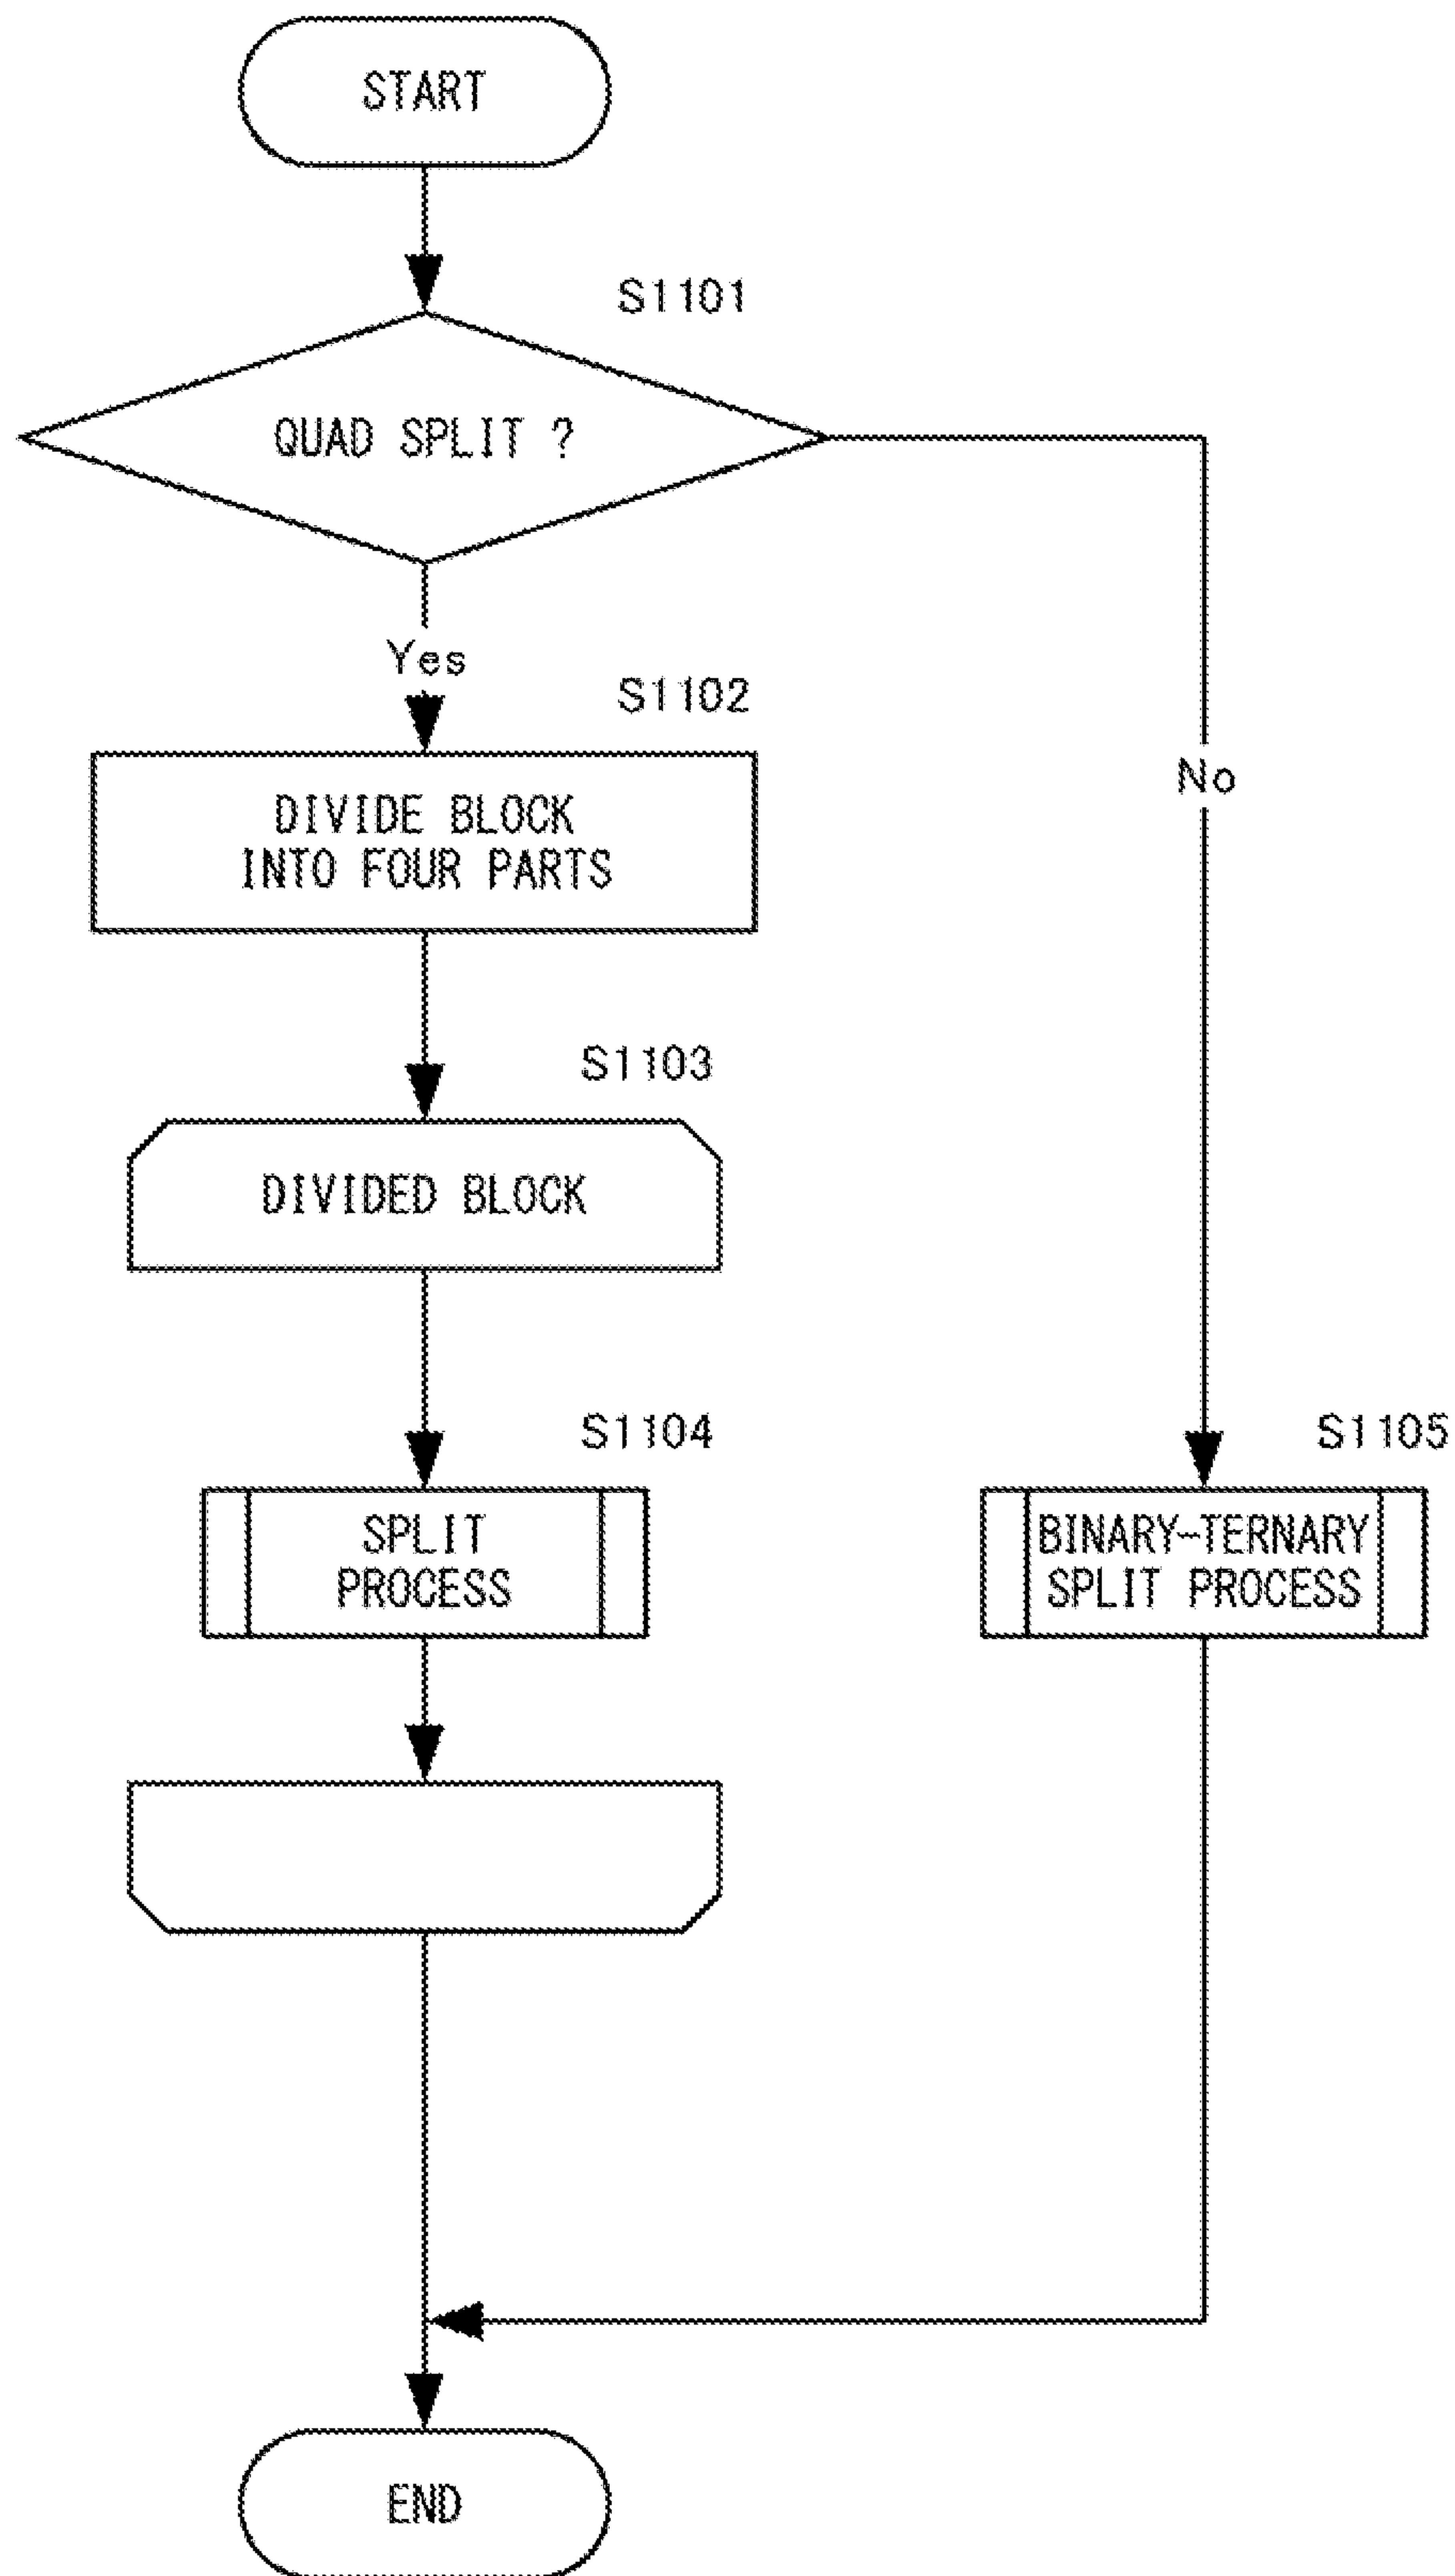 START
S1101
QUAD SPLIT ?
Yes
S1102
No
DIVIDE BLOCK
INTO FOUR PARTS
S1103
DIVIDED BLOCK
S1104
S1105
SPLIT
PROCESS
BINARY-TERNARY
SPLIT PROCESS
END